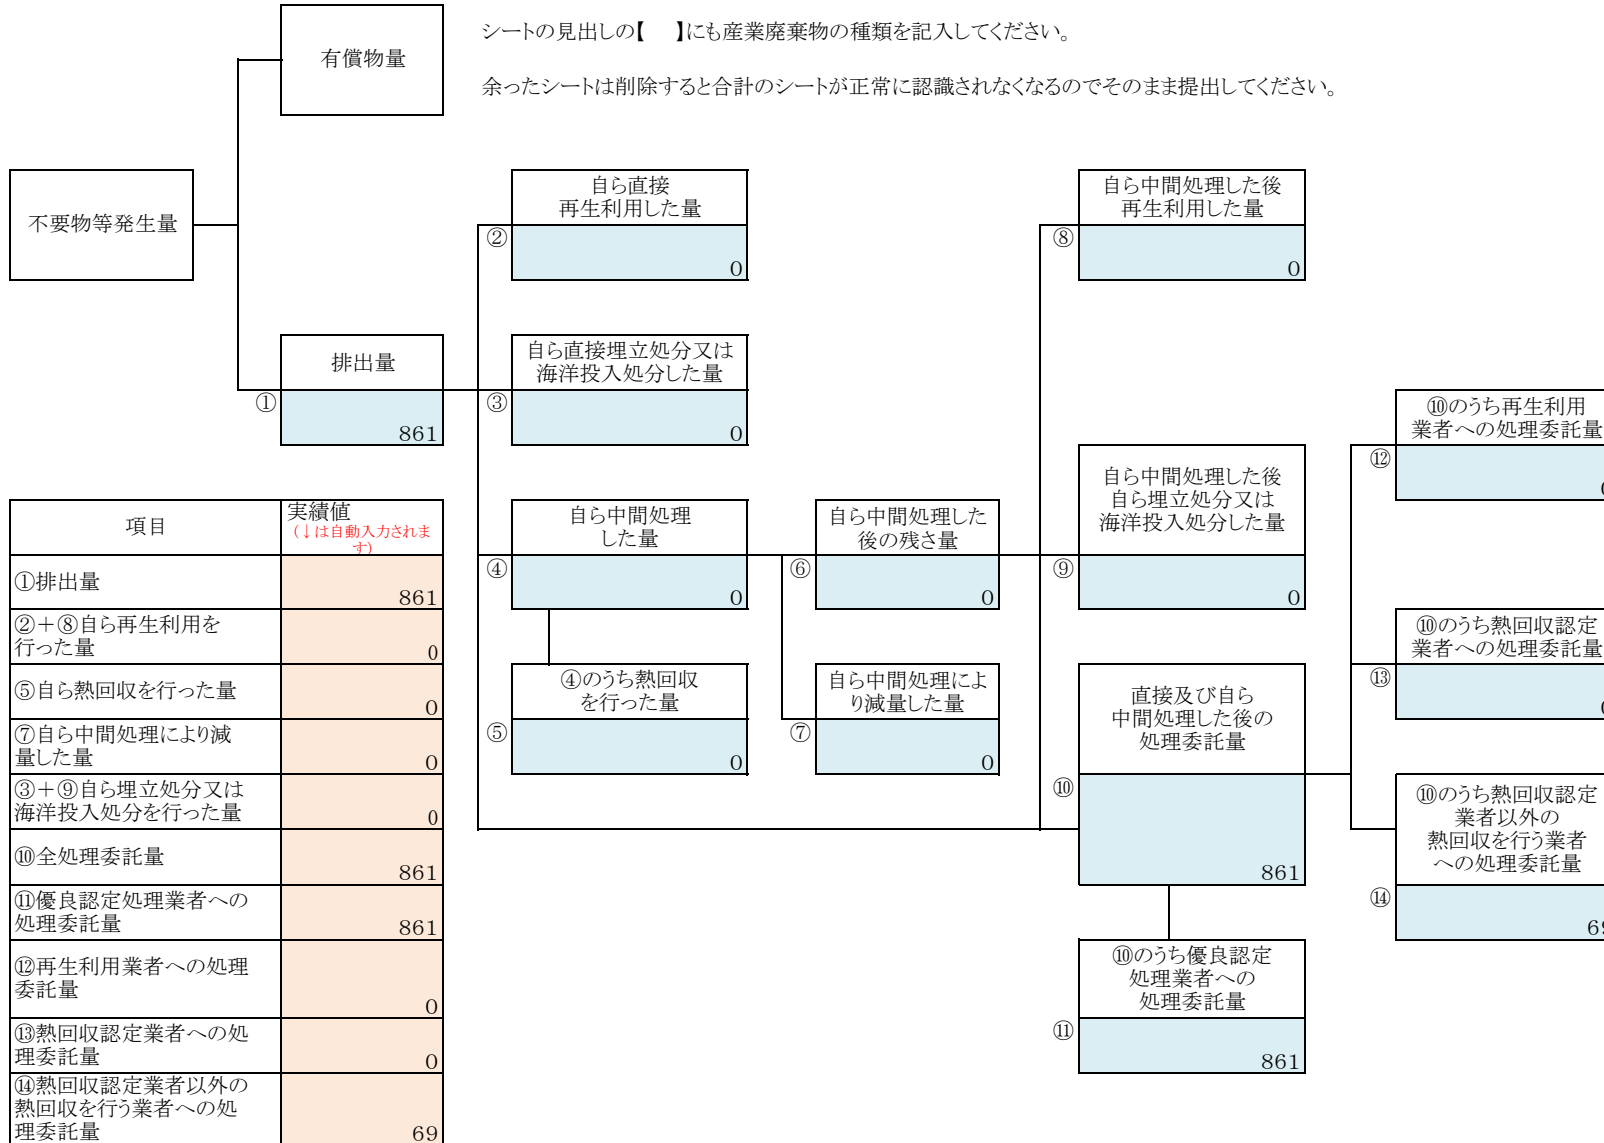 有償物量
シートの見出しの【　】にも産業廃棄物の種類を記入してください。
余ったシートは削除すると合計のシートが正常に認識されなくなるのでそのまま提出してください。
不要物等発生量
自ら直接
再生利用した量
②
0
自ら中間処理した後
再生利用した量
⑧
0
排出量
①
861
自ら直接埋立処分又は
海洋投入処分した量
③
0
⑩のうち再生利用
業者への処理委託量
⑫
自ら中間処理
した量
④
0
自ら中間処理した
後の残さ量
⑥
0
自ら中間処理した後
自ら埋立処分又は
海洋投入処分した量
⑨
0
⑩のうち熱回収認定
業者への処理委託量
⑬
④のうち熱回収
を行った量
⑤
0
自ら中間処理によ
り減量した量
⑦
0
直接及び自ら
中間処理した後の
処理委託量
⑩
861
⑩のうち熱回収認定
業者以外の
熱回収を行う業者
への処理委託量
⑭
69
⑩のうち優良認定
処理業者への
処理委託量
⑪
861
項目
実績値
（↓は自動入力されま
す）
①排出量
861
②＋⑧自ら再生利用を
行った量
0
⑤自ら熱回収を行った量
0
⑦自ら中間処理により減
量した量
0
③＋⑨自ら埋立処分又は
海洋投入処分を行った量
0
⑩全処理委託量
861
⑪優良認定処理業者への
処理委託量
861
⑫再生利用業者への処理
委託量
0
⑬熱回収認定業者への処
理委託量
0
⑭熱回収認定業者以外の
熱回収を行う業者への処
理委託量
69